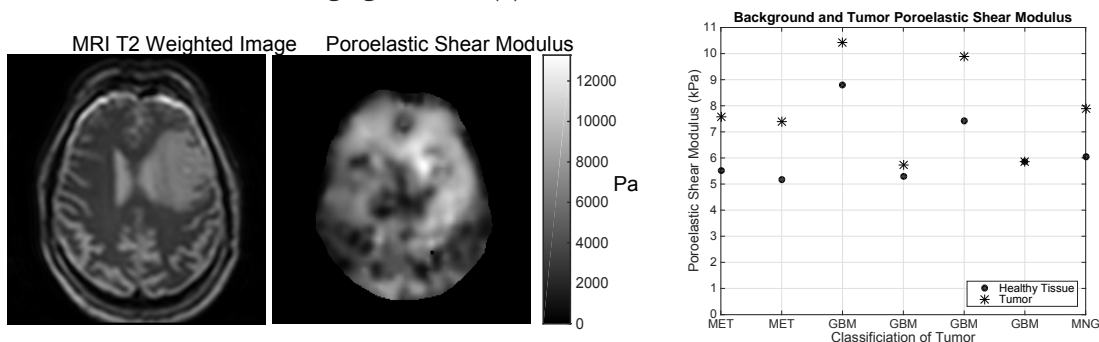 MRI T2 Weighted Image
Poroelastic Shear Modulus
12000
10000
8000
6000
4000
2000
0
Pa
Background and Tumor Poroelastic Shear Modulus
Poroelastic Shear Modulus (kPa)
11
10
9
8
7
6
5
4
3
2
1
0
Healthy Tissue
Tumor
MET MET GBM GBM GBM GBM MNG
Classificiation of Tumor